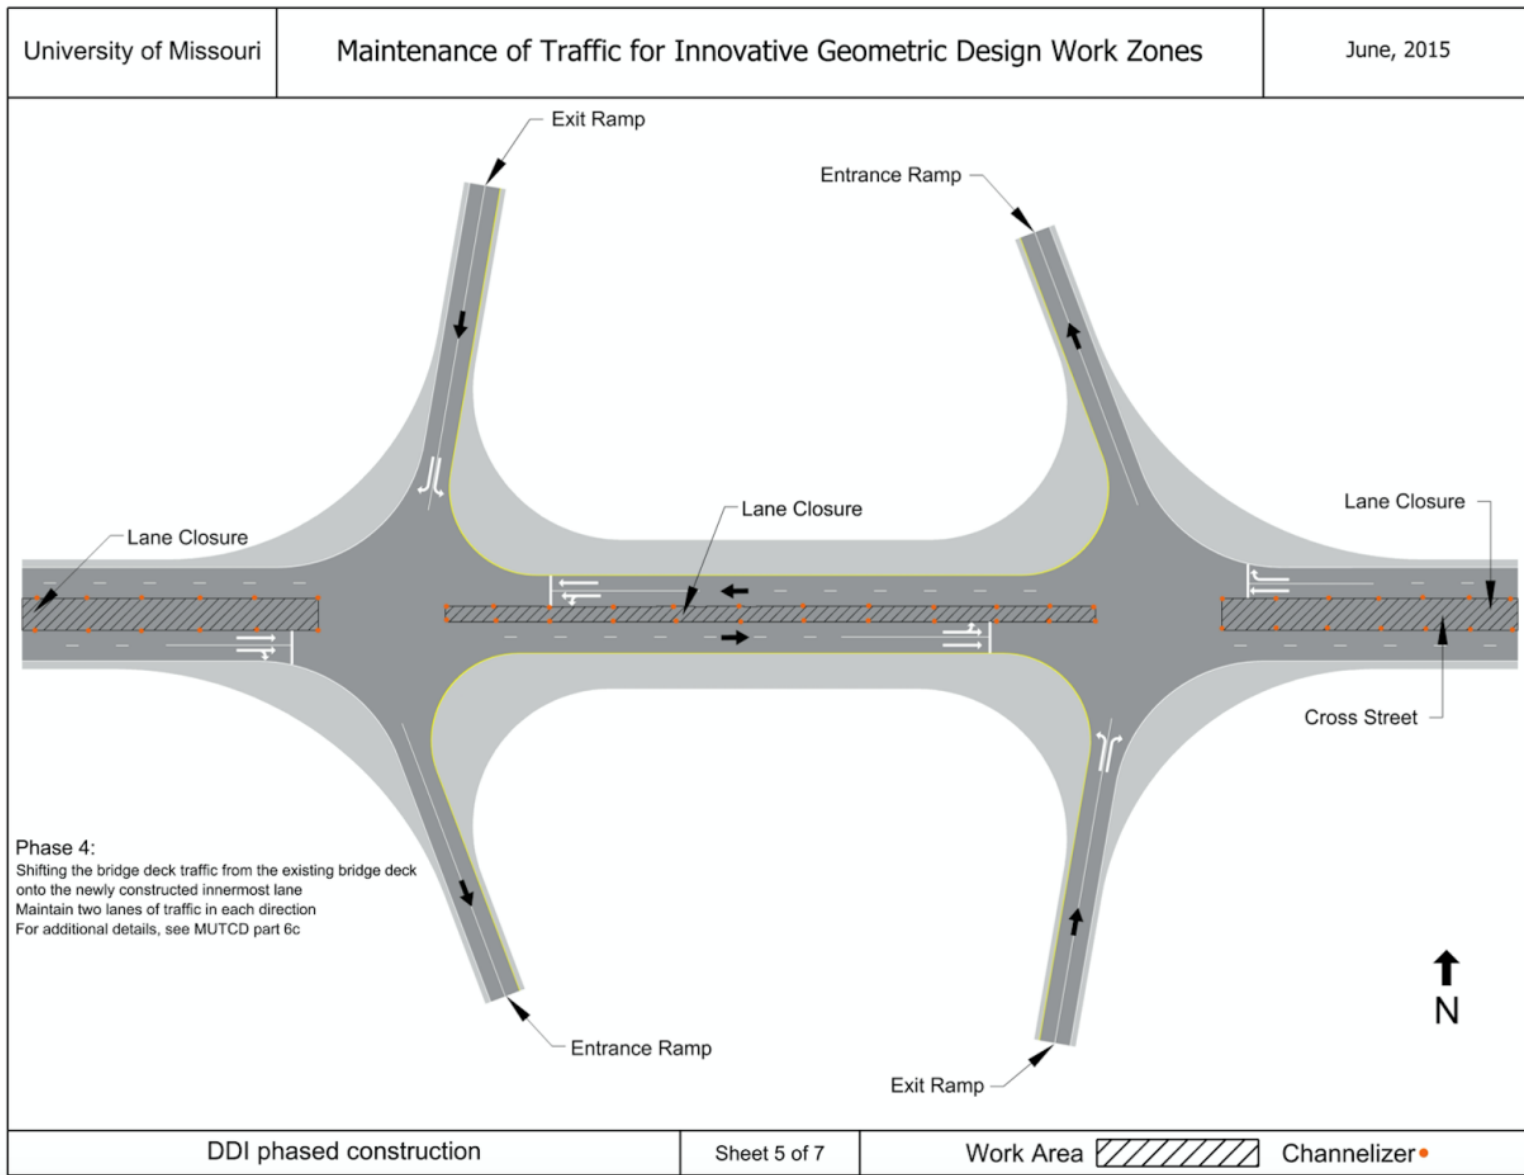 University of Missouri
Maintenance of Traffic for Innovative Geometric Design Work Zones
June, 2015
Exit Ramp
Entrance Ramp
Lane Closure
Lane Closure
Lane Closure
Cross Street
Phase 4:
Shifting the bridge deck traffic from the existing bridge deck
onto the newly constructed innermost lane
Maintain two lanes of traffic in each direction
For additional details, see MUTCD part 6c
N
Entrance Ramp
Exit Ramp
DDI phased construction
Sheet 5 of 7
Work Area
Channelizer